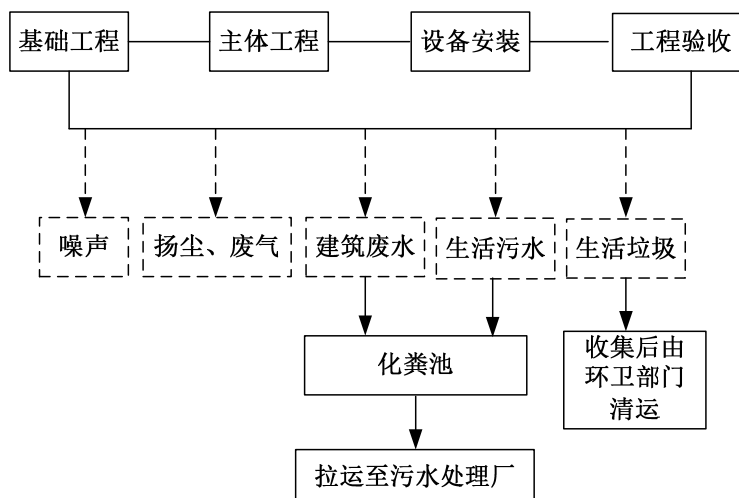 基础工程
主体工程
设备安装
工程验收
噪声
扬尘、废气
建筑废水
生活污水
生活垃圾
化粪池
收集后由
环卫部门
清运
拉运至污水处理厂